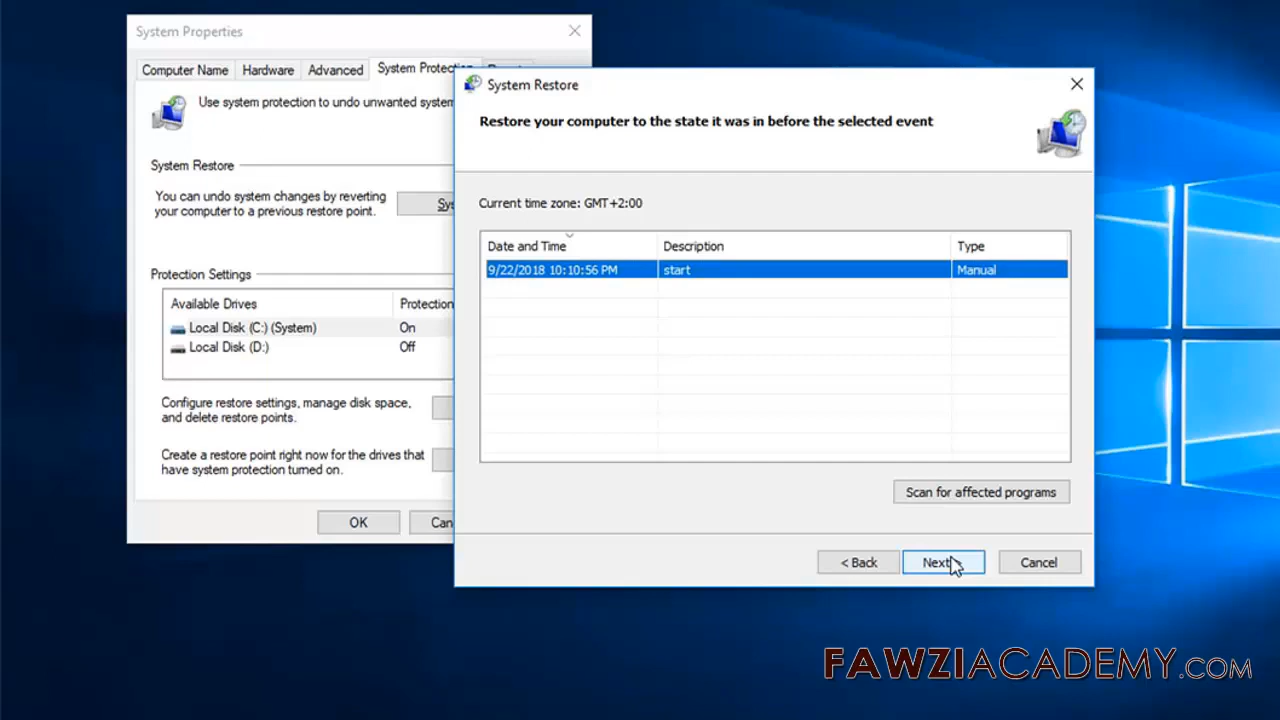 System Properties
Computer Name
Hardware
Advanced
System Protection
Use system protection to undo unwanted system
System Restore
You can undo system changes by reverting
your computer to a previous restore point.
Sys
Protection Settings
Available Drives
Protection
Local Disk (C:) (System)
On
Local Disk (D:)
Off
Configure restore settings, manage disk space,
and delete restore points.
Create a restore point right now for the drives that
have system protection turned on.
OK
Can
System Restore
Restore your computer to the state it was in before the selected event
Current time zone: GMT+2:00
Date and Time
Description
Type
9/22/2018 10:10:56 PM
start
Manual
Scan for affected programs
< Back
Next >
Cancel
FAWZIACADEMY.COM